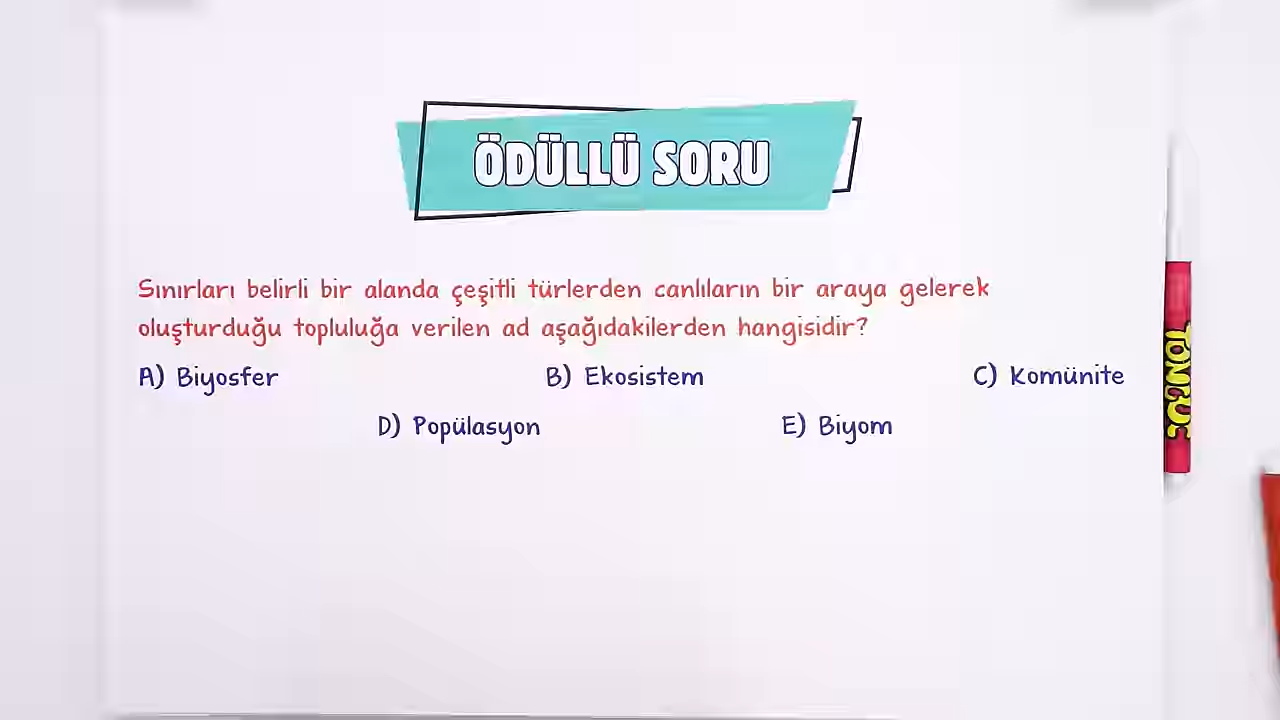 ÖDÜLLÜ SORU
Sınırları belirli bir alanda çeşitli türlerden canlıların bir araya gelerek
oluşturduğu topluluğa verilen ad aşağıdakilerden hangisidir?
A) Biyosfer B) Ekosistem C) Komünite
D) Popülasyon E) Biyom
TONGUÇ